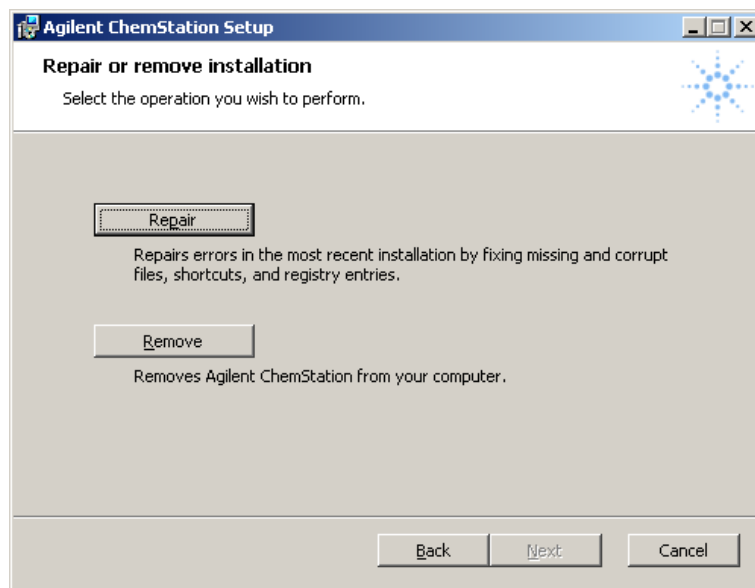 Agilent ChemStation Setup
Repair or remove installation
Select the operation you wish to perform.
Repair
Repairs errors in the most recent installation by fixing missing and corrupt
files, shortcuts, and registry entries.
Remove
Removes Agilent ChemStation from your computer.
Back Next Cancel